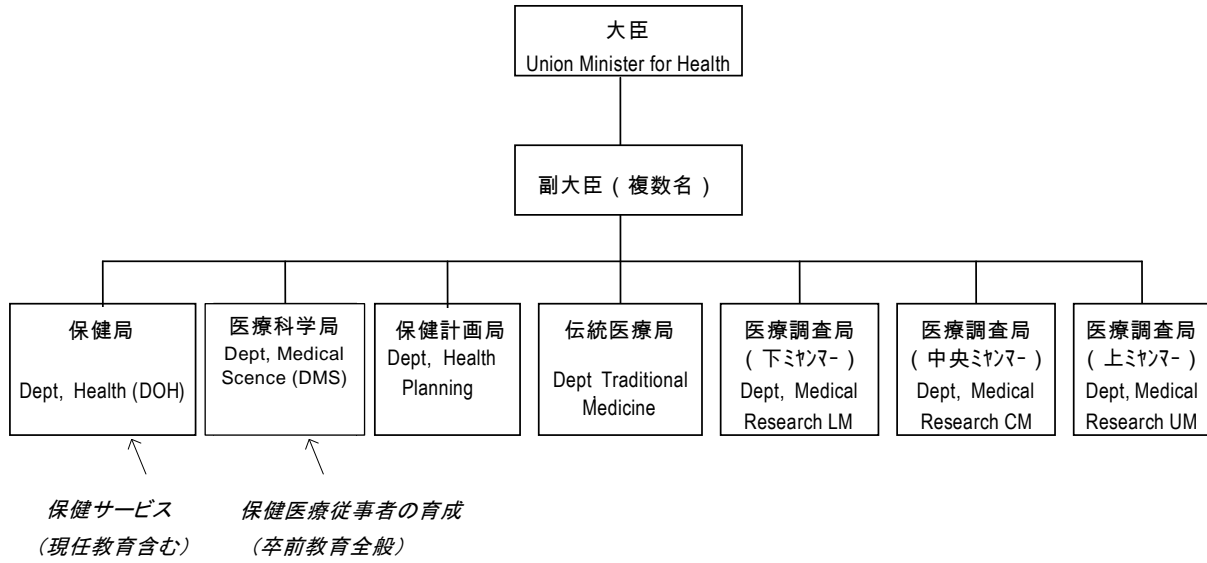 大臣
Union Minister for Health
副大臣（複数名）
保健局
Dept, Health (DOH)
医療科学局
Dept, Medical
Scence (DMS)
保健計画局
Dept, Health
Planning
伝統医療局
Dept Traditional
Medicine
医療調査局
（下ﾐﾔﾝﾏｰ）
Dept, Medical
Research LM
医療調査局
（中央ﾐﾔﾝﾏｰ）
Dept, Medical
Research CM
医療調査局
（上ﾐﾔﾝﾏｰ）
Dept, Medical
Research UM
保健サービス
（現任教育含む）
保健医療従事者の育成
（卒前教育全般）